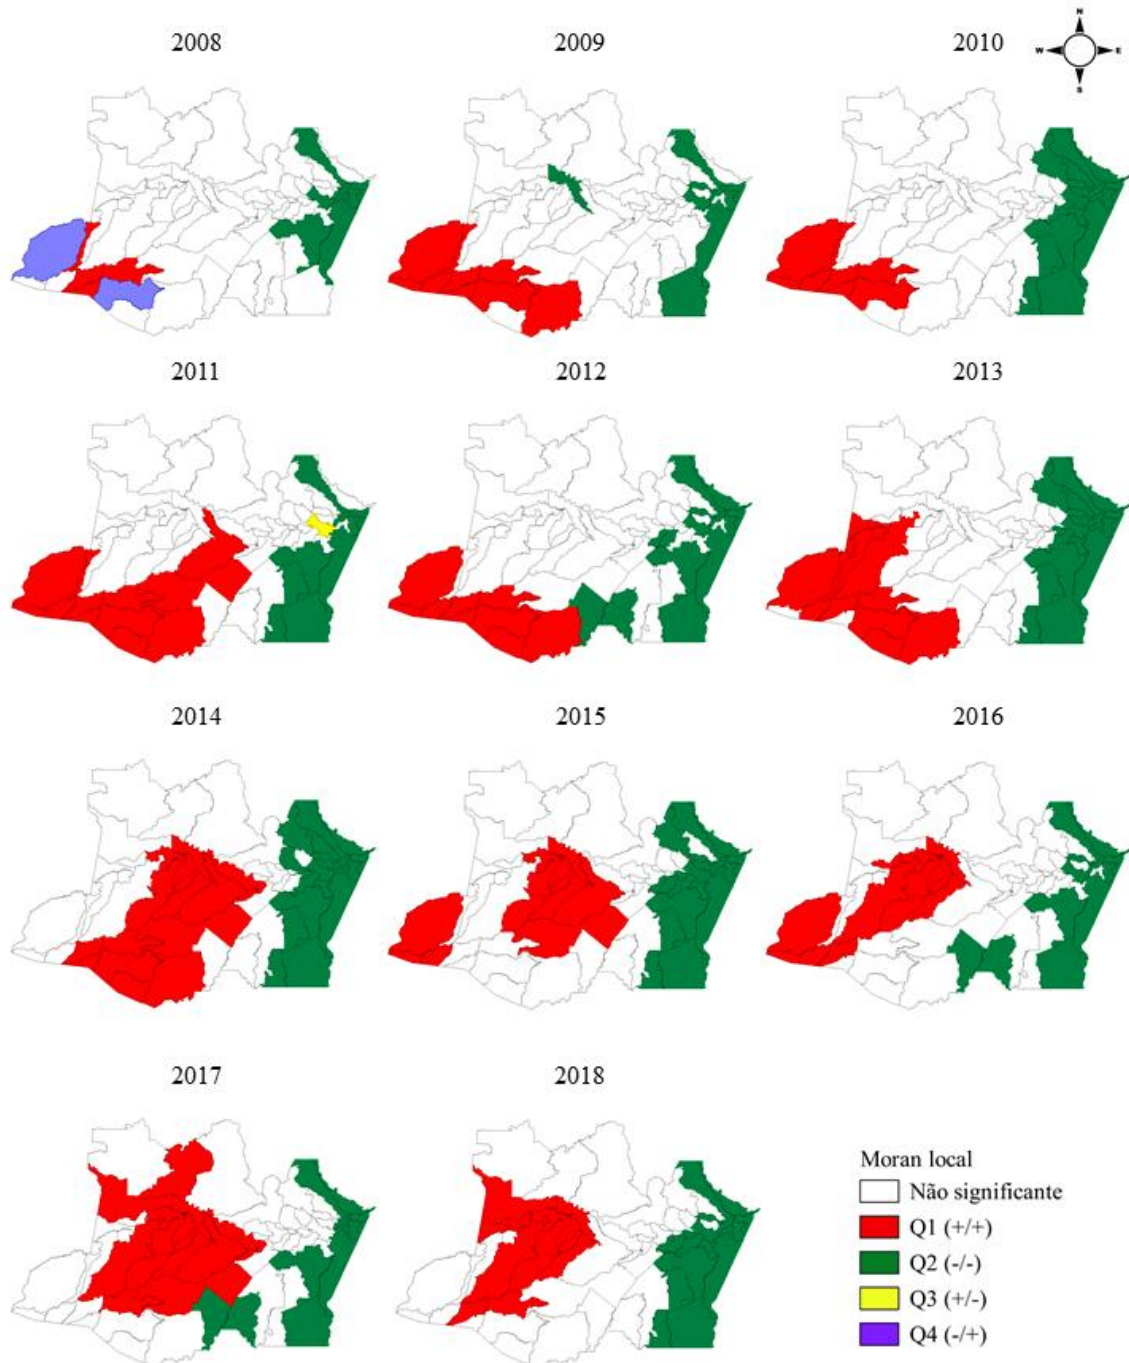 2008
2009
2010
N
W
E
S
2011
2012
2013
2014
2015
2016
2017
2018
Moran local
Não significante
Q1 (+/+)
Q2 (-/-)
Q3 (+/-)
Q4 (-/+)